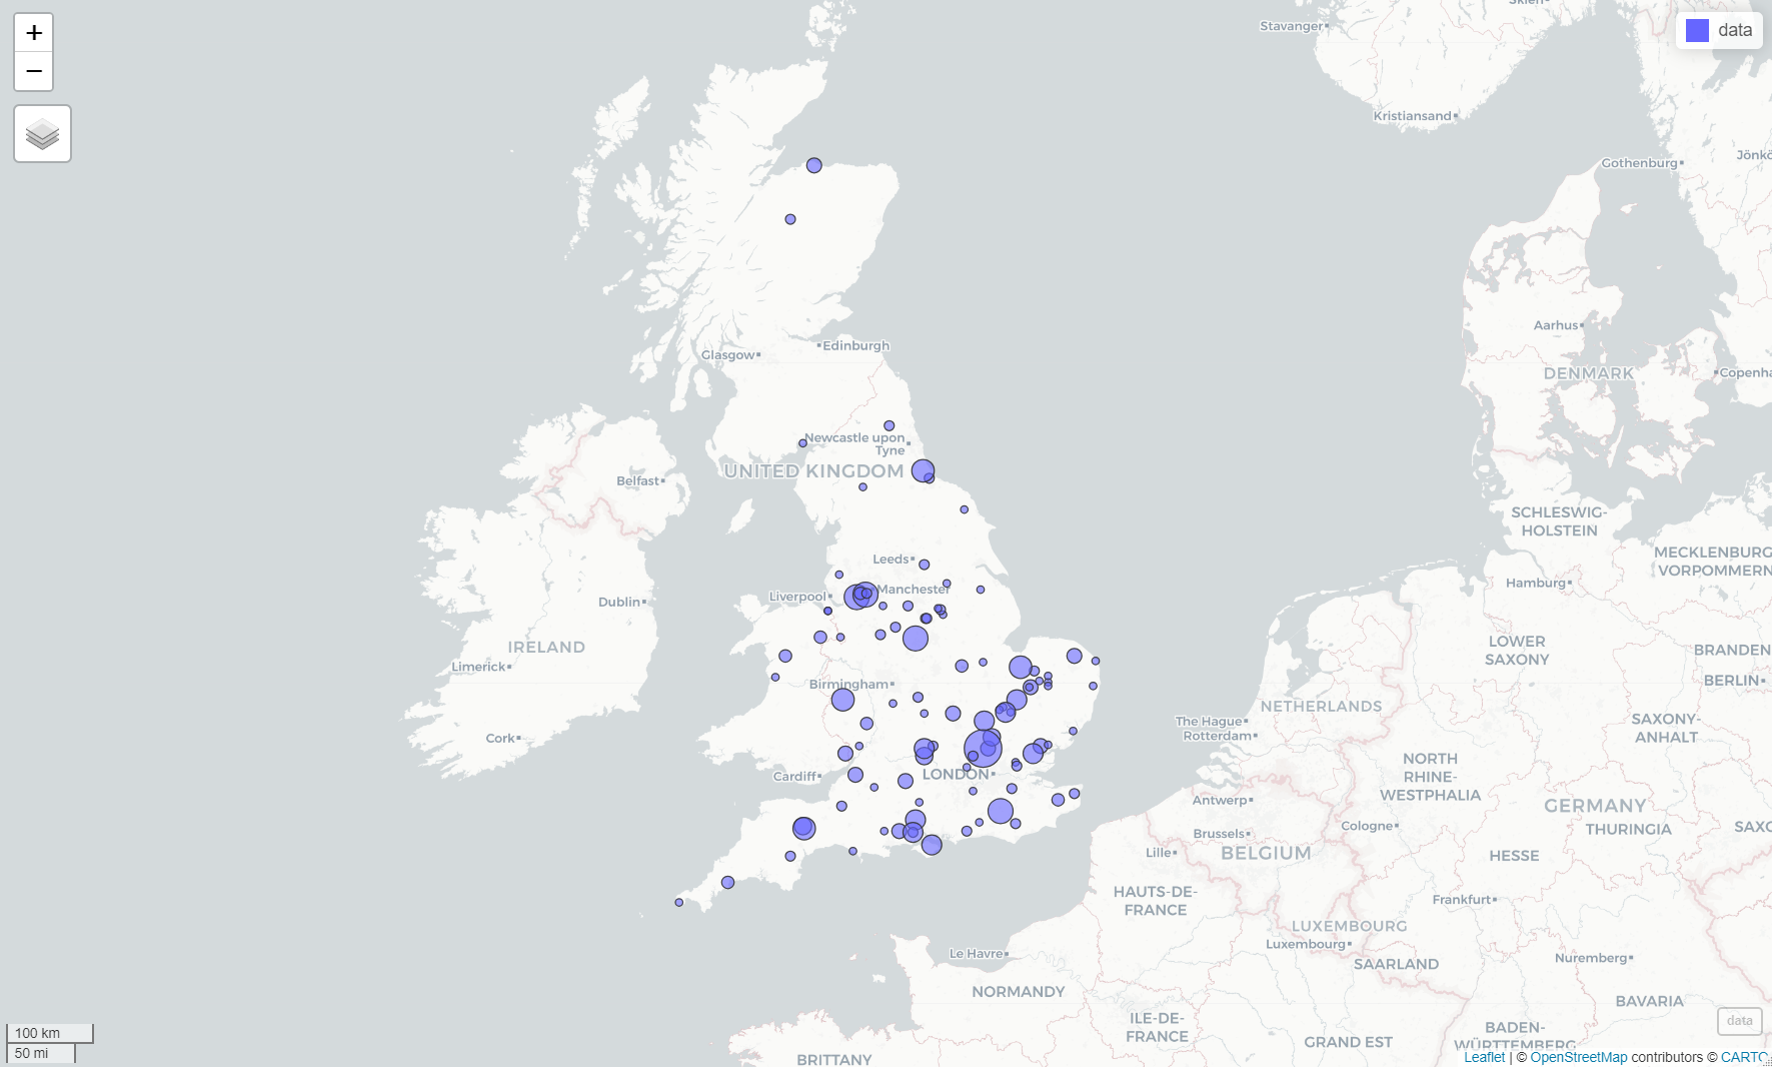 +
−
data
Skien
Stavanger
Kristiansand
Gothenburg
Jönkö
Aarhus
DENMARK
Copenha
Glasgow
Edinburgh
Newcastle upon
Tyne
UNITED KINGDOM
Belfast
SCHLESWIG-
HOLSTEIN
MECKLENBURG
VORPOMMERN
Leeds
Manchester
Liverpool
Hamburg
Dublin
IRELAND
Limerick
Cork
LOWER
SAXONY
BRANDEN
BERLIN
Birmingham
NETHERLANDS
The Hague
Rotterdam
SAXONY-
ANHALT
Cardiff
LONDON
NORTH
RHINE-
WESTPHALIA
Antwerp
GERMANY
Brussels
Cologne
THURINGIA
SAXO
Lille
BELGIUM
HESSE
HAUTS-DE-
FRANCE
Frankfurt
LUXEMBOURG
Luxembourg
Le Havre
SAARLAND
Nuremberg
NORMANDY
BAVARIA
ILE-DE-
FRANCE
data
BADEN-
WÜRTTEMBERG
GRAND EST
BRITTANY
100 km
50 mi
Leaflet | © OpenStreetMap contributors © CARTO